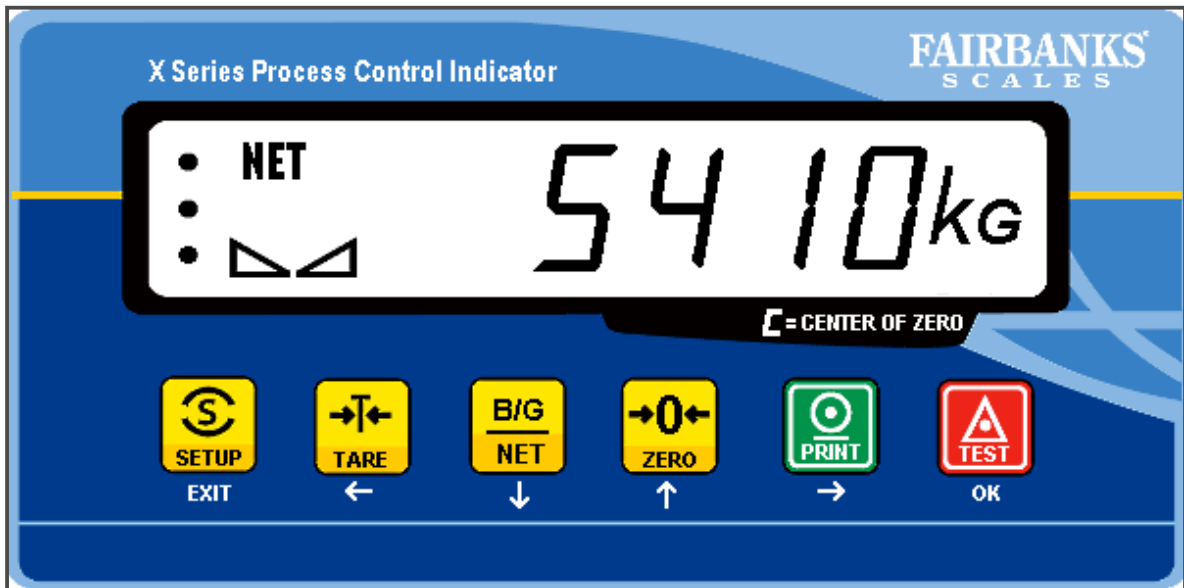 FAIRBANKS
SCALES
X Series Process Control Indicator
NET
5410 KG
C = CENTER OF ZERO
S
SETUP
EXIT
→T←
TARE
←
B/G
NET
↓
→0←
ZERO
↑
PRINT
→
TEST
OK